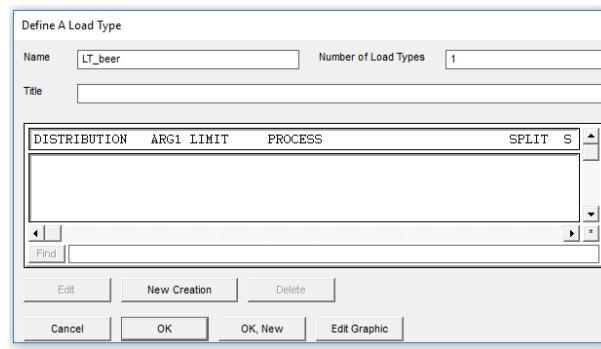 Define A Load Type
Name LT_beer Number of Load Types 1
Title
DISTRIBUTION ARG1 LIMIT PROCESS SPLIT S
*
Find
Edit New Creation Delete
Cancel OK OK, New Edit Graphic